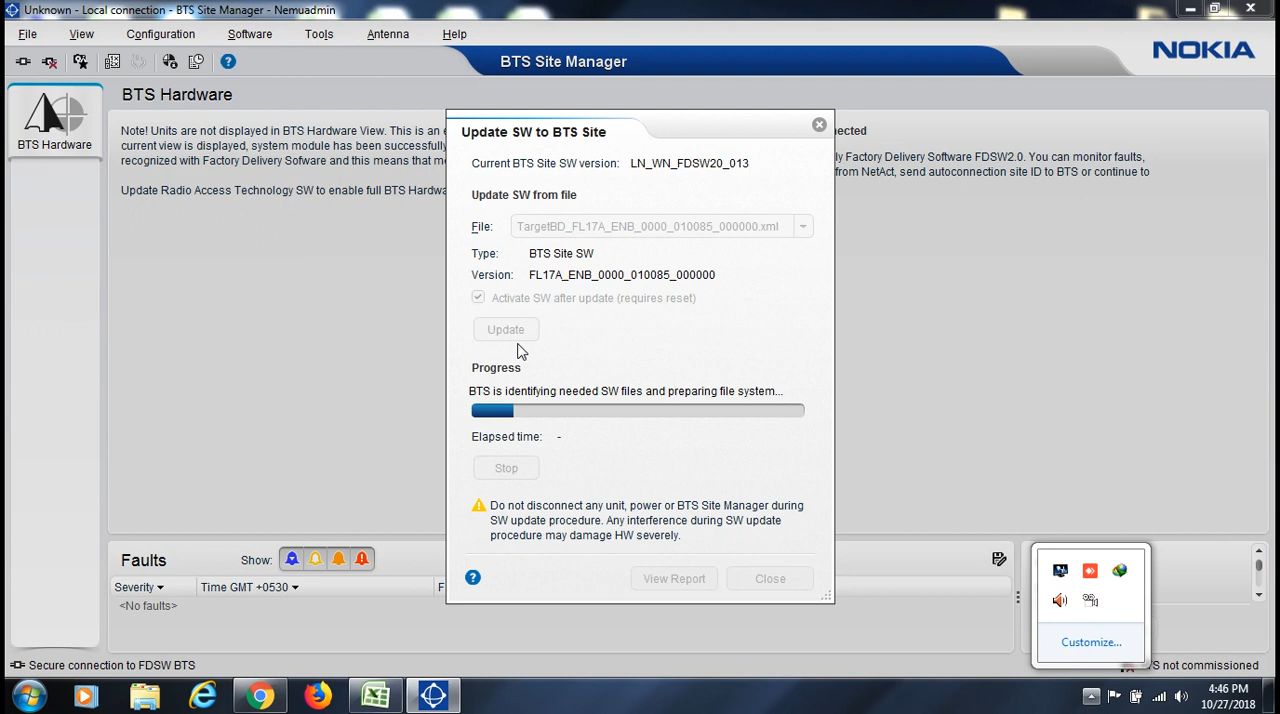 Unknown - Local connection - BTS Site Manager - Nemuadmin
File View Configuration Software Tools Antenna Help
NOKIA
BTS Site Manager
BTS Hardware
BTS Hardware
Note! Units are not displayed in BTS Hardware View. This is an e
nected
current view is displayed, system module has been successfully
ly Factory Delivery Software FDSW2.0. You can monitor faults,
recognized with Factory Delivery Sofware and this means that me
from NetAct, send autoconnection site ID to BTS or continue to
Update Radio Access Technology SW to enable full BTS Hardwa
Update SW to BTS Site
Current BTS Site SW version: LN_WN_FDSW20_013
Update SW from file
File: TargetBD_FL17A_ENB_0000_010085_000000.xml
Type: BTS Site SW
Version: FL17A_ENB_0000_010085_000000
Activate SW after update (requires reset)
Update
Progress
BTS is identifying needed SW files and preparing file system...
Elapsed time: -
Stop
Do not disconnect any unit, power or BTS Site Manager during
SW update procedure. Any interference during SW update
procedure may damage HW severely.
View Report Close
Faults Show:
Severity Time GMT +0530 F
<No faults>
Customize...
Secure connection to FDSW BTS
TS not commissioned
4:46 PM
10/27/2018